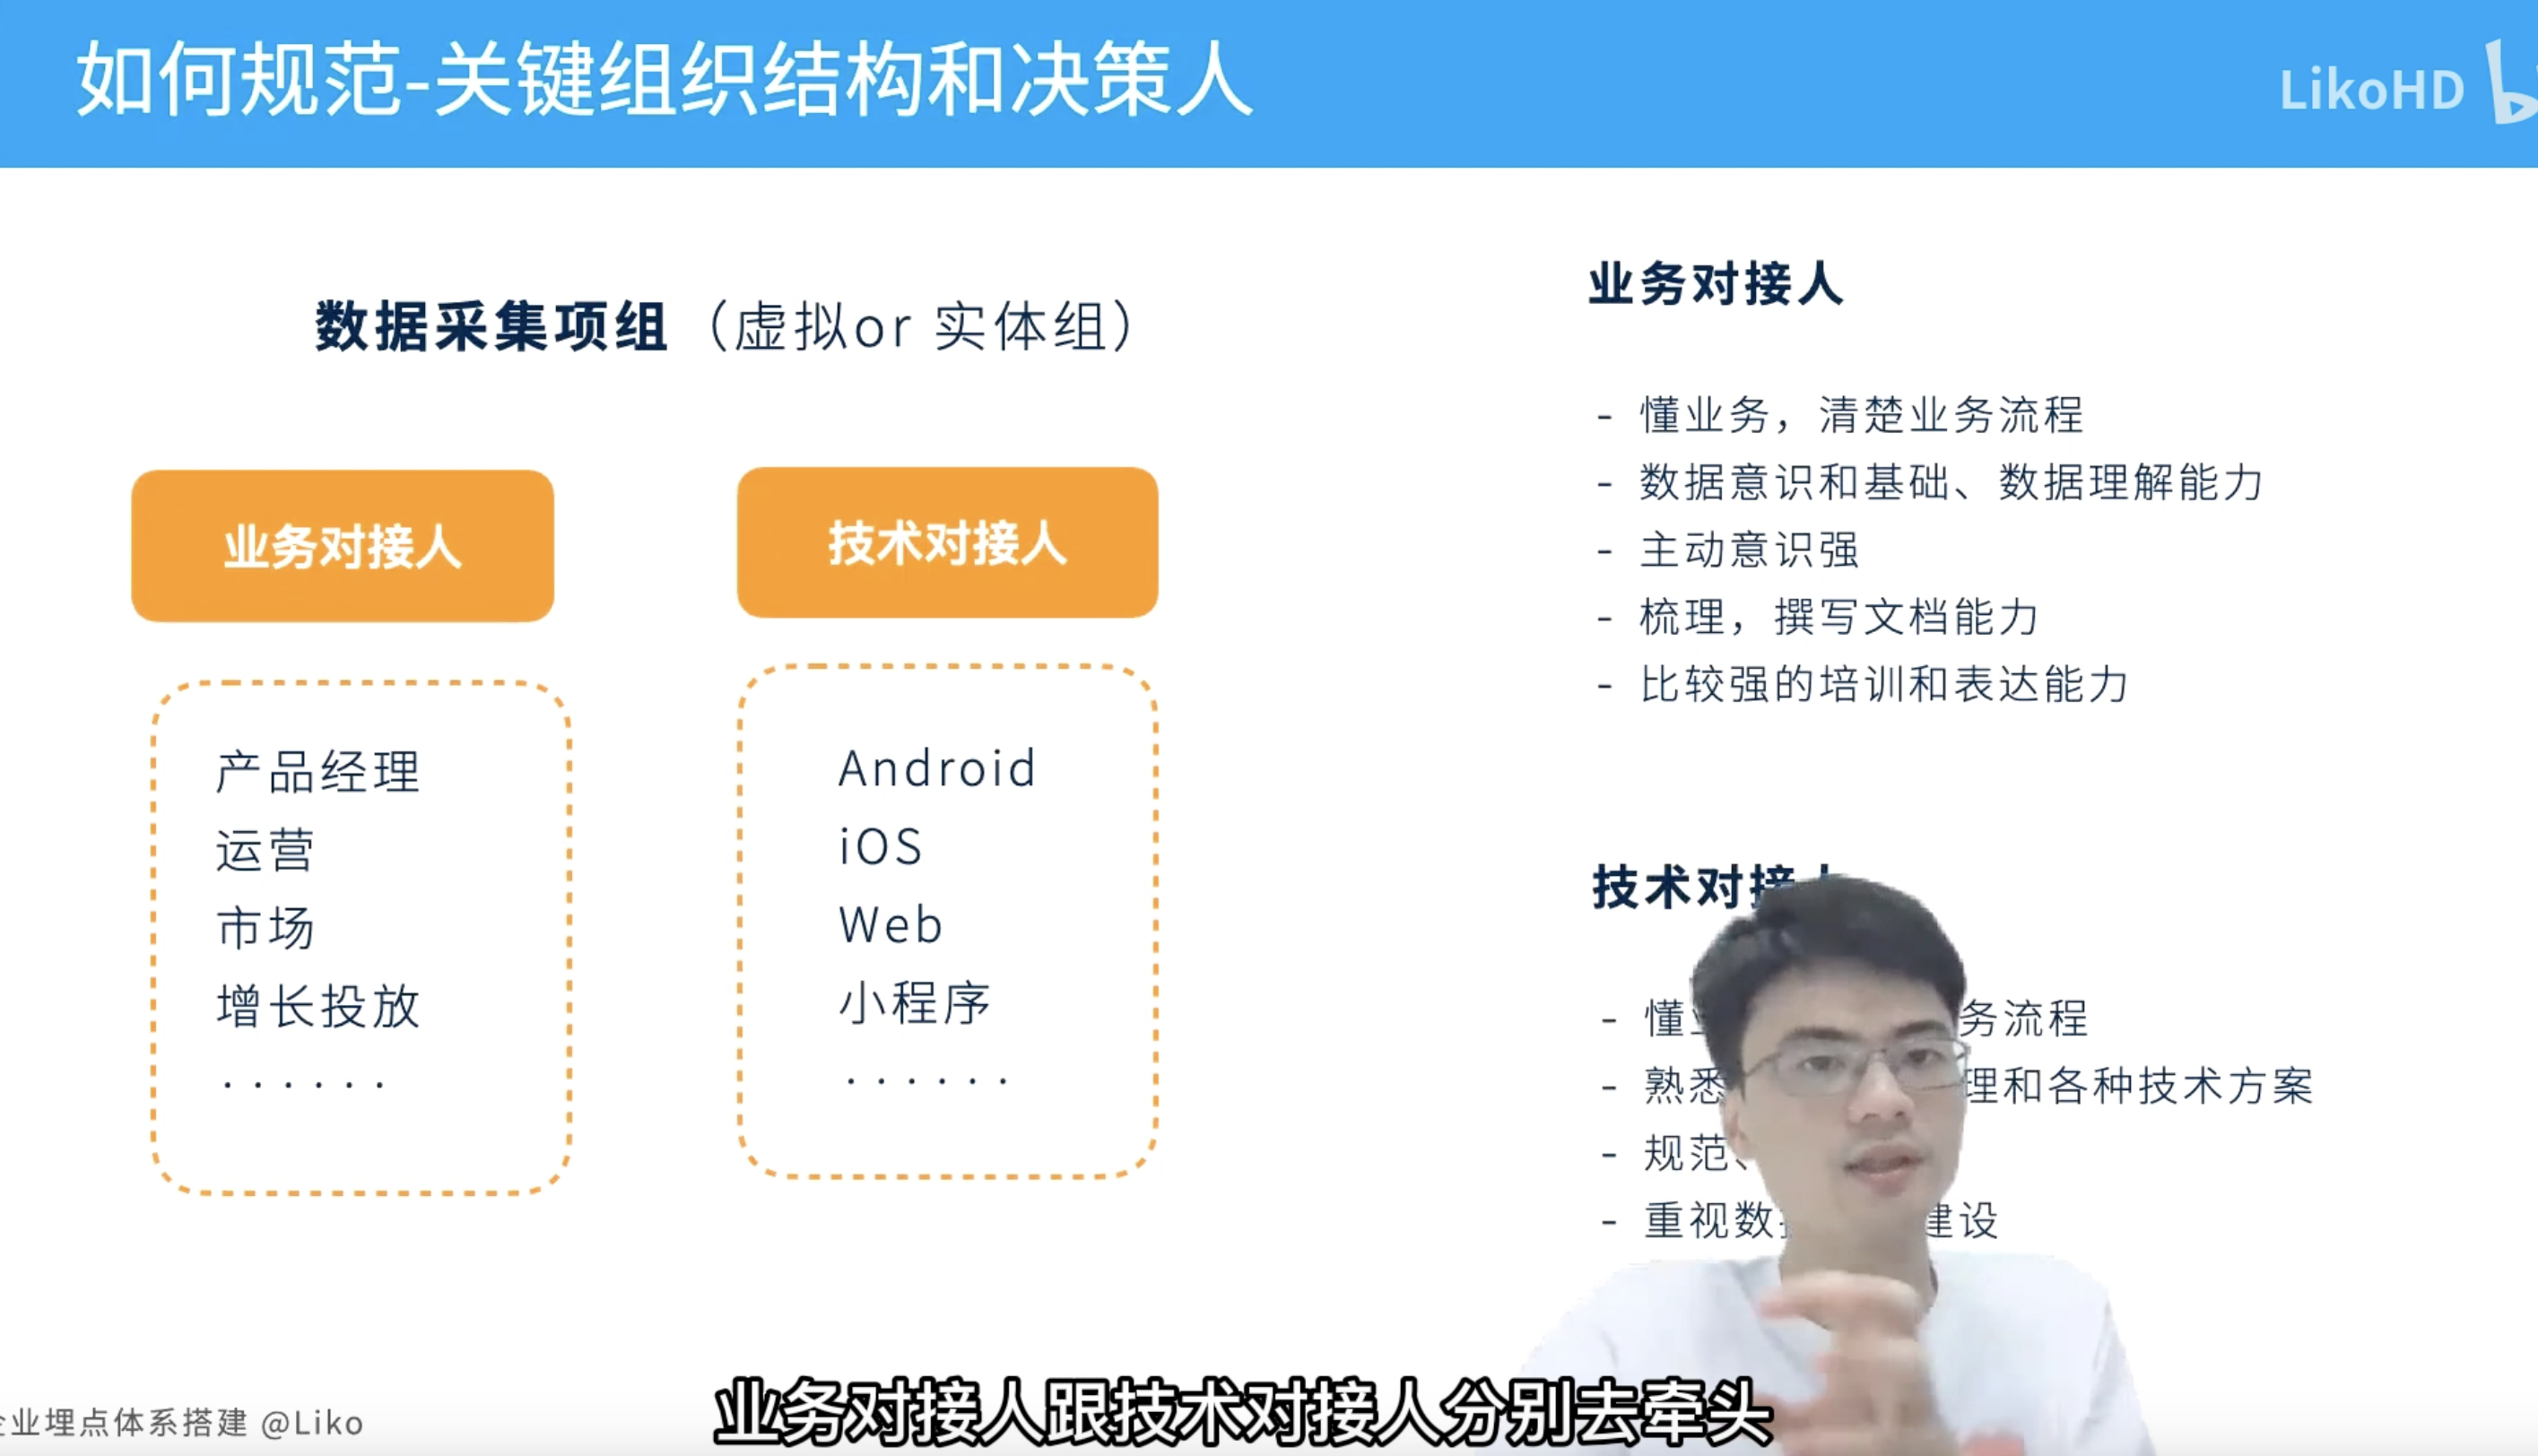 如何规范-关键组织结构和决策人
LikoHD
数据采集项组（虚拟or 实体组）
业务对接人
产品经理
运营
市场
增长投放
······
技术对接人
Android
iOS
Web
小程序
······
业务对接人
- 懂业务，清楚业务流程
- 数据意识和基础、数据理解能力
- 主动意识强
- 梳理，撰写文档能力
- 比较强的培训和表达能力
技术对接
- 懂 务流程
- 熟悉 理和各种技术方案
- 规范、
- 重视数 建设
业务对接人跟技术对接人分别去牵头
业埋点体系搭建 @Liko